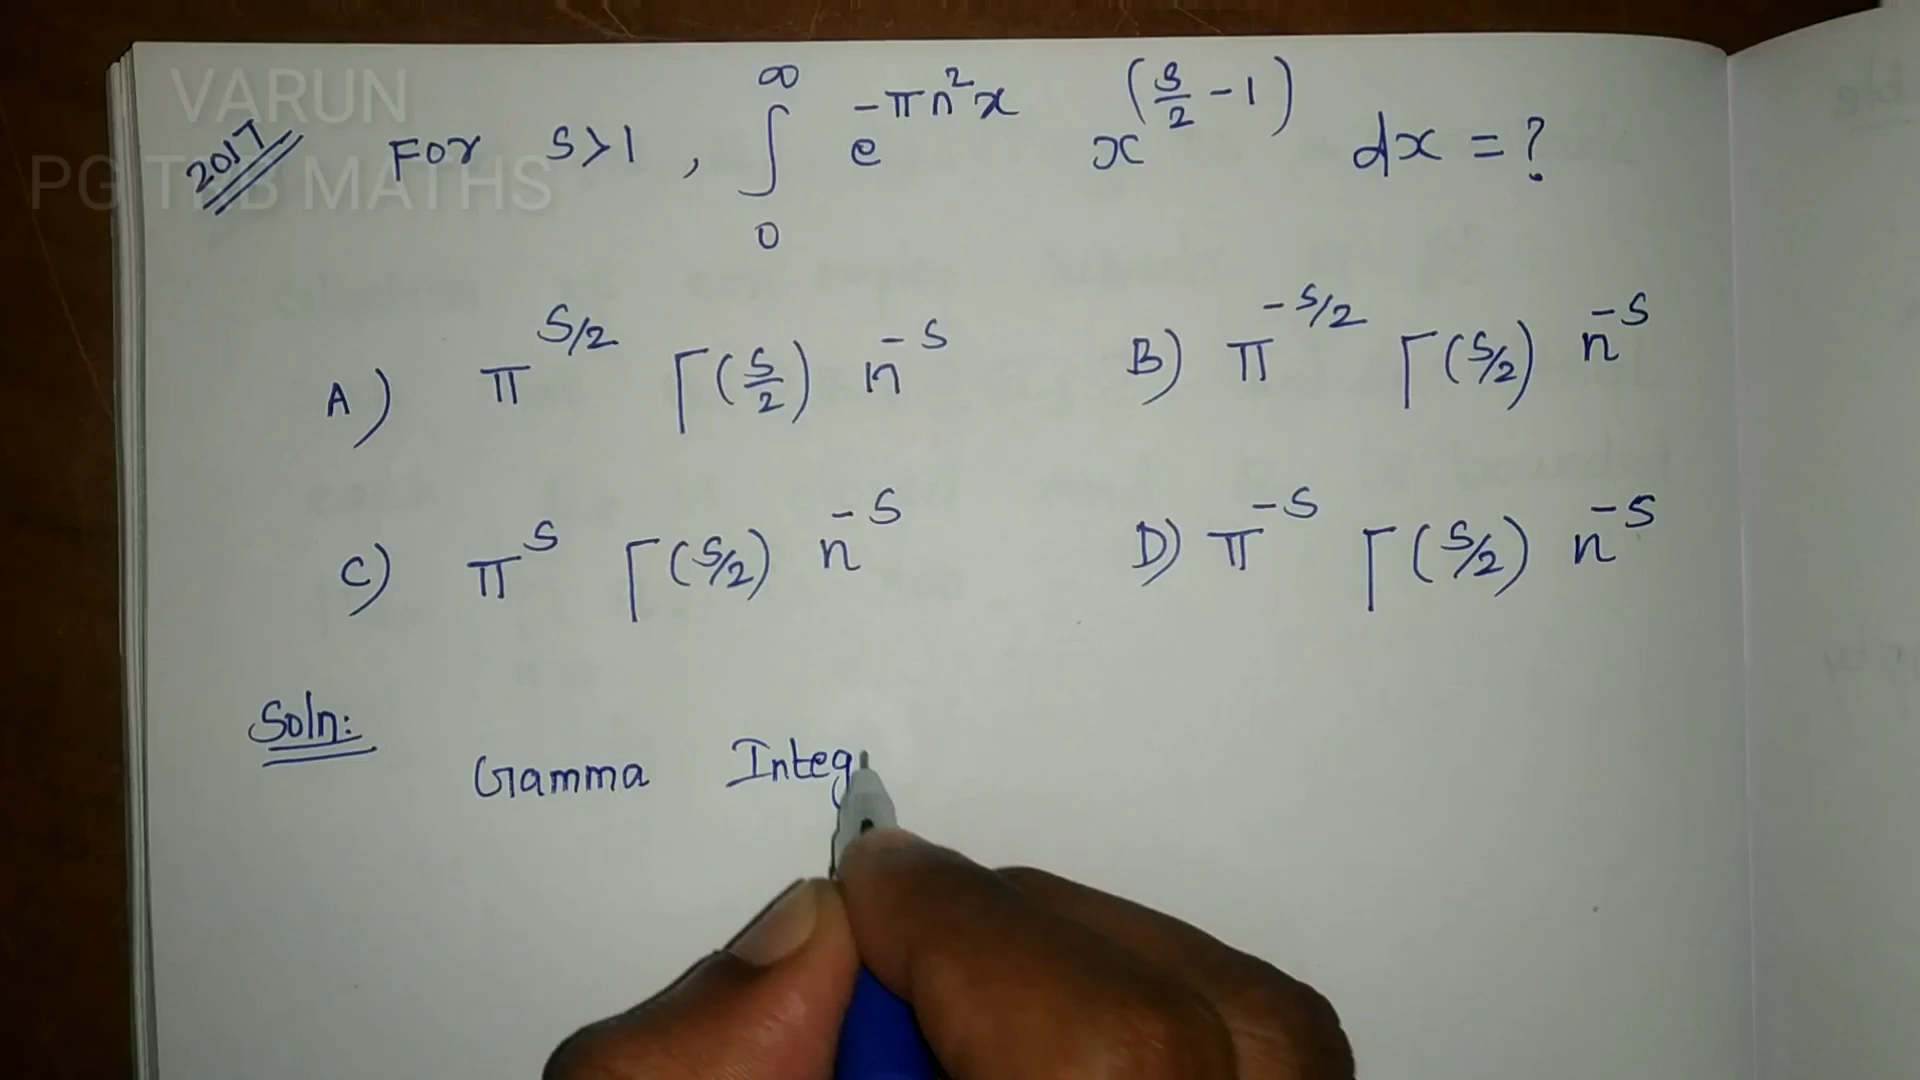 VARUN
PG TRB MATHS
2017 For s>1, ∫₀^∞ e^(-πn²x) x^(s/2 - 1) dx = ?
A) π^(s/2) Γ(s/2) n^(-s) B) π^(-s/2) Γ(s/2) n^(-s)
C) π^s Γ(s/2) n^(-s) D) π^(-s) Γ(s/2) n^(-s)
Soln:
Gamma Integ